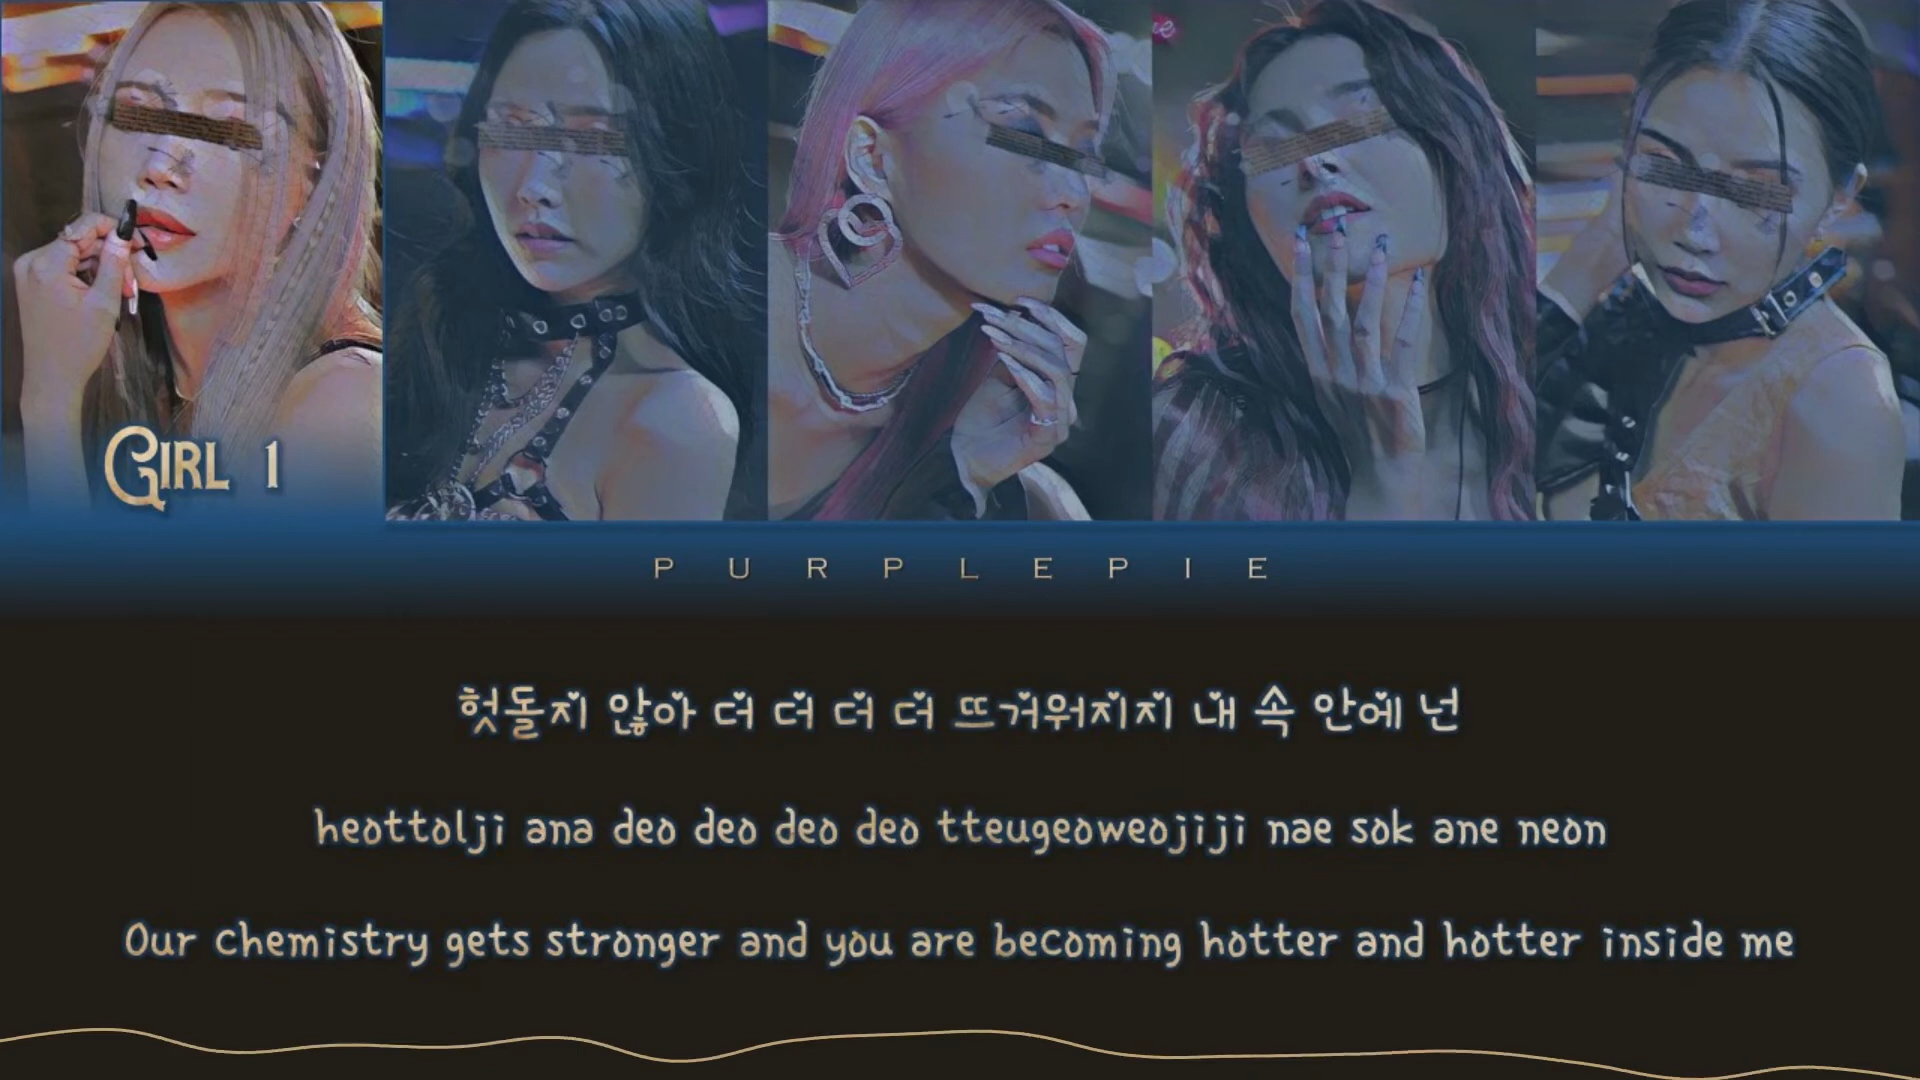 GIRL 1
PURPLEPIE
헛돌지 않아 더 더 더 더 뜨거워지지 내 속 안에 넌
heottolji ana deo deo deo deo tteugeoweojiji nae sok ane neon
Our chemistry gets stronger and you are becoming hotter and hotter inside me